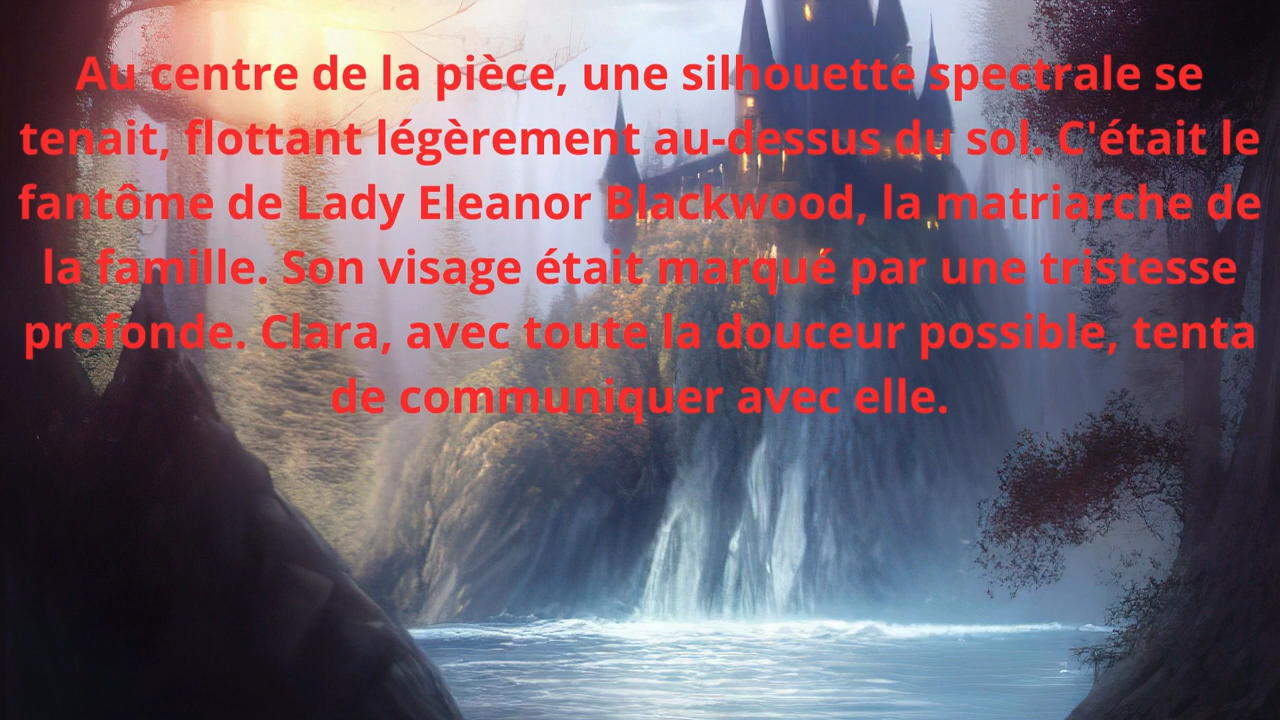 Au centre de la pièce, une silhouette spectrale se
tenait, flottant légèrement au-dessus du sol. C'était le
fantôme de Lady Eleanor Blackwood, la matriarche de
la famille. Son visage était marqué par une tristesse
profonde. Clara, avec toute la douceur possible, tenta
de communiquer avec elle.